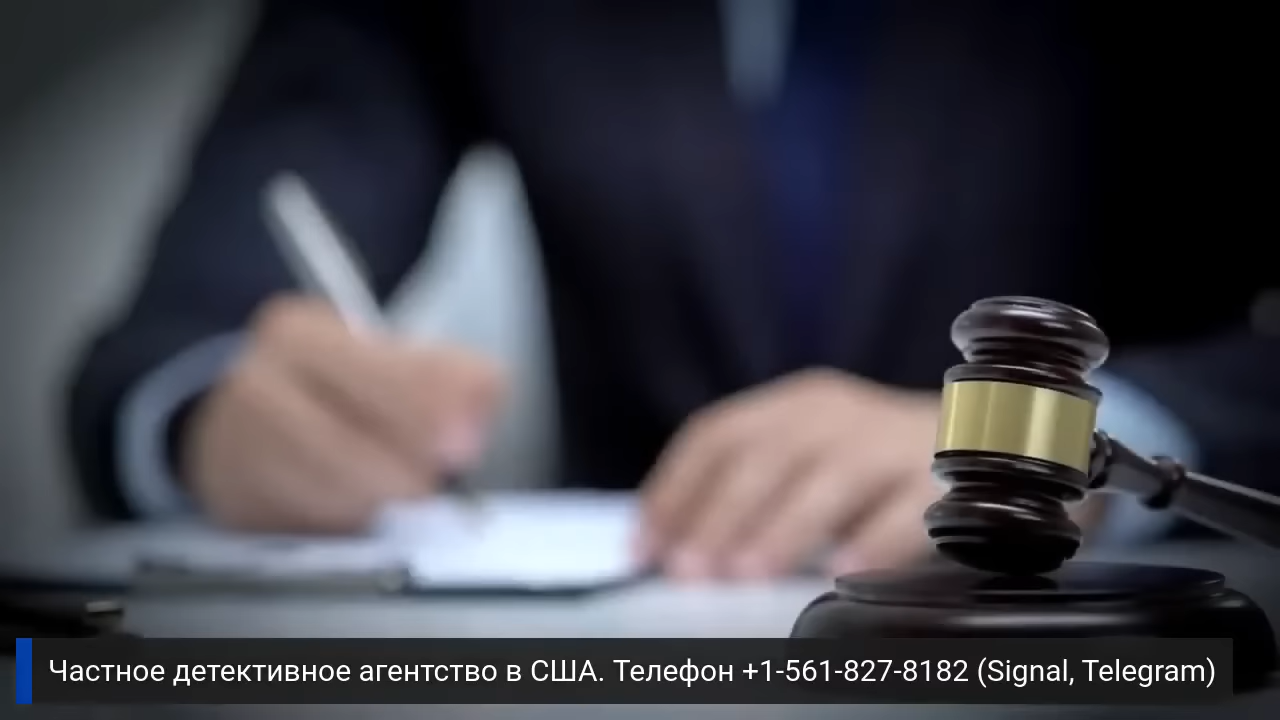 Частное детективное агентство в США. Телефон +1-561-827-8182 (Signal, Telegram)